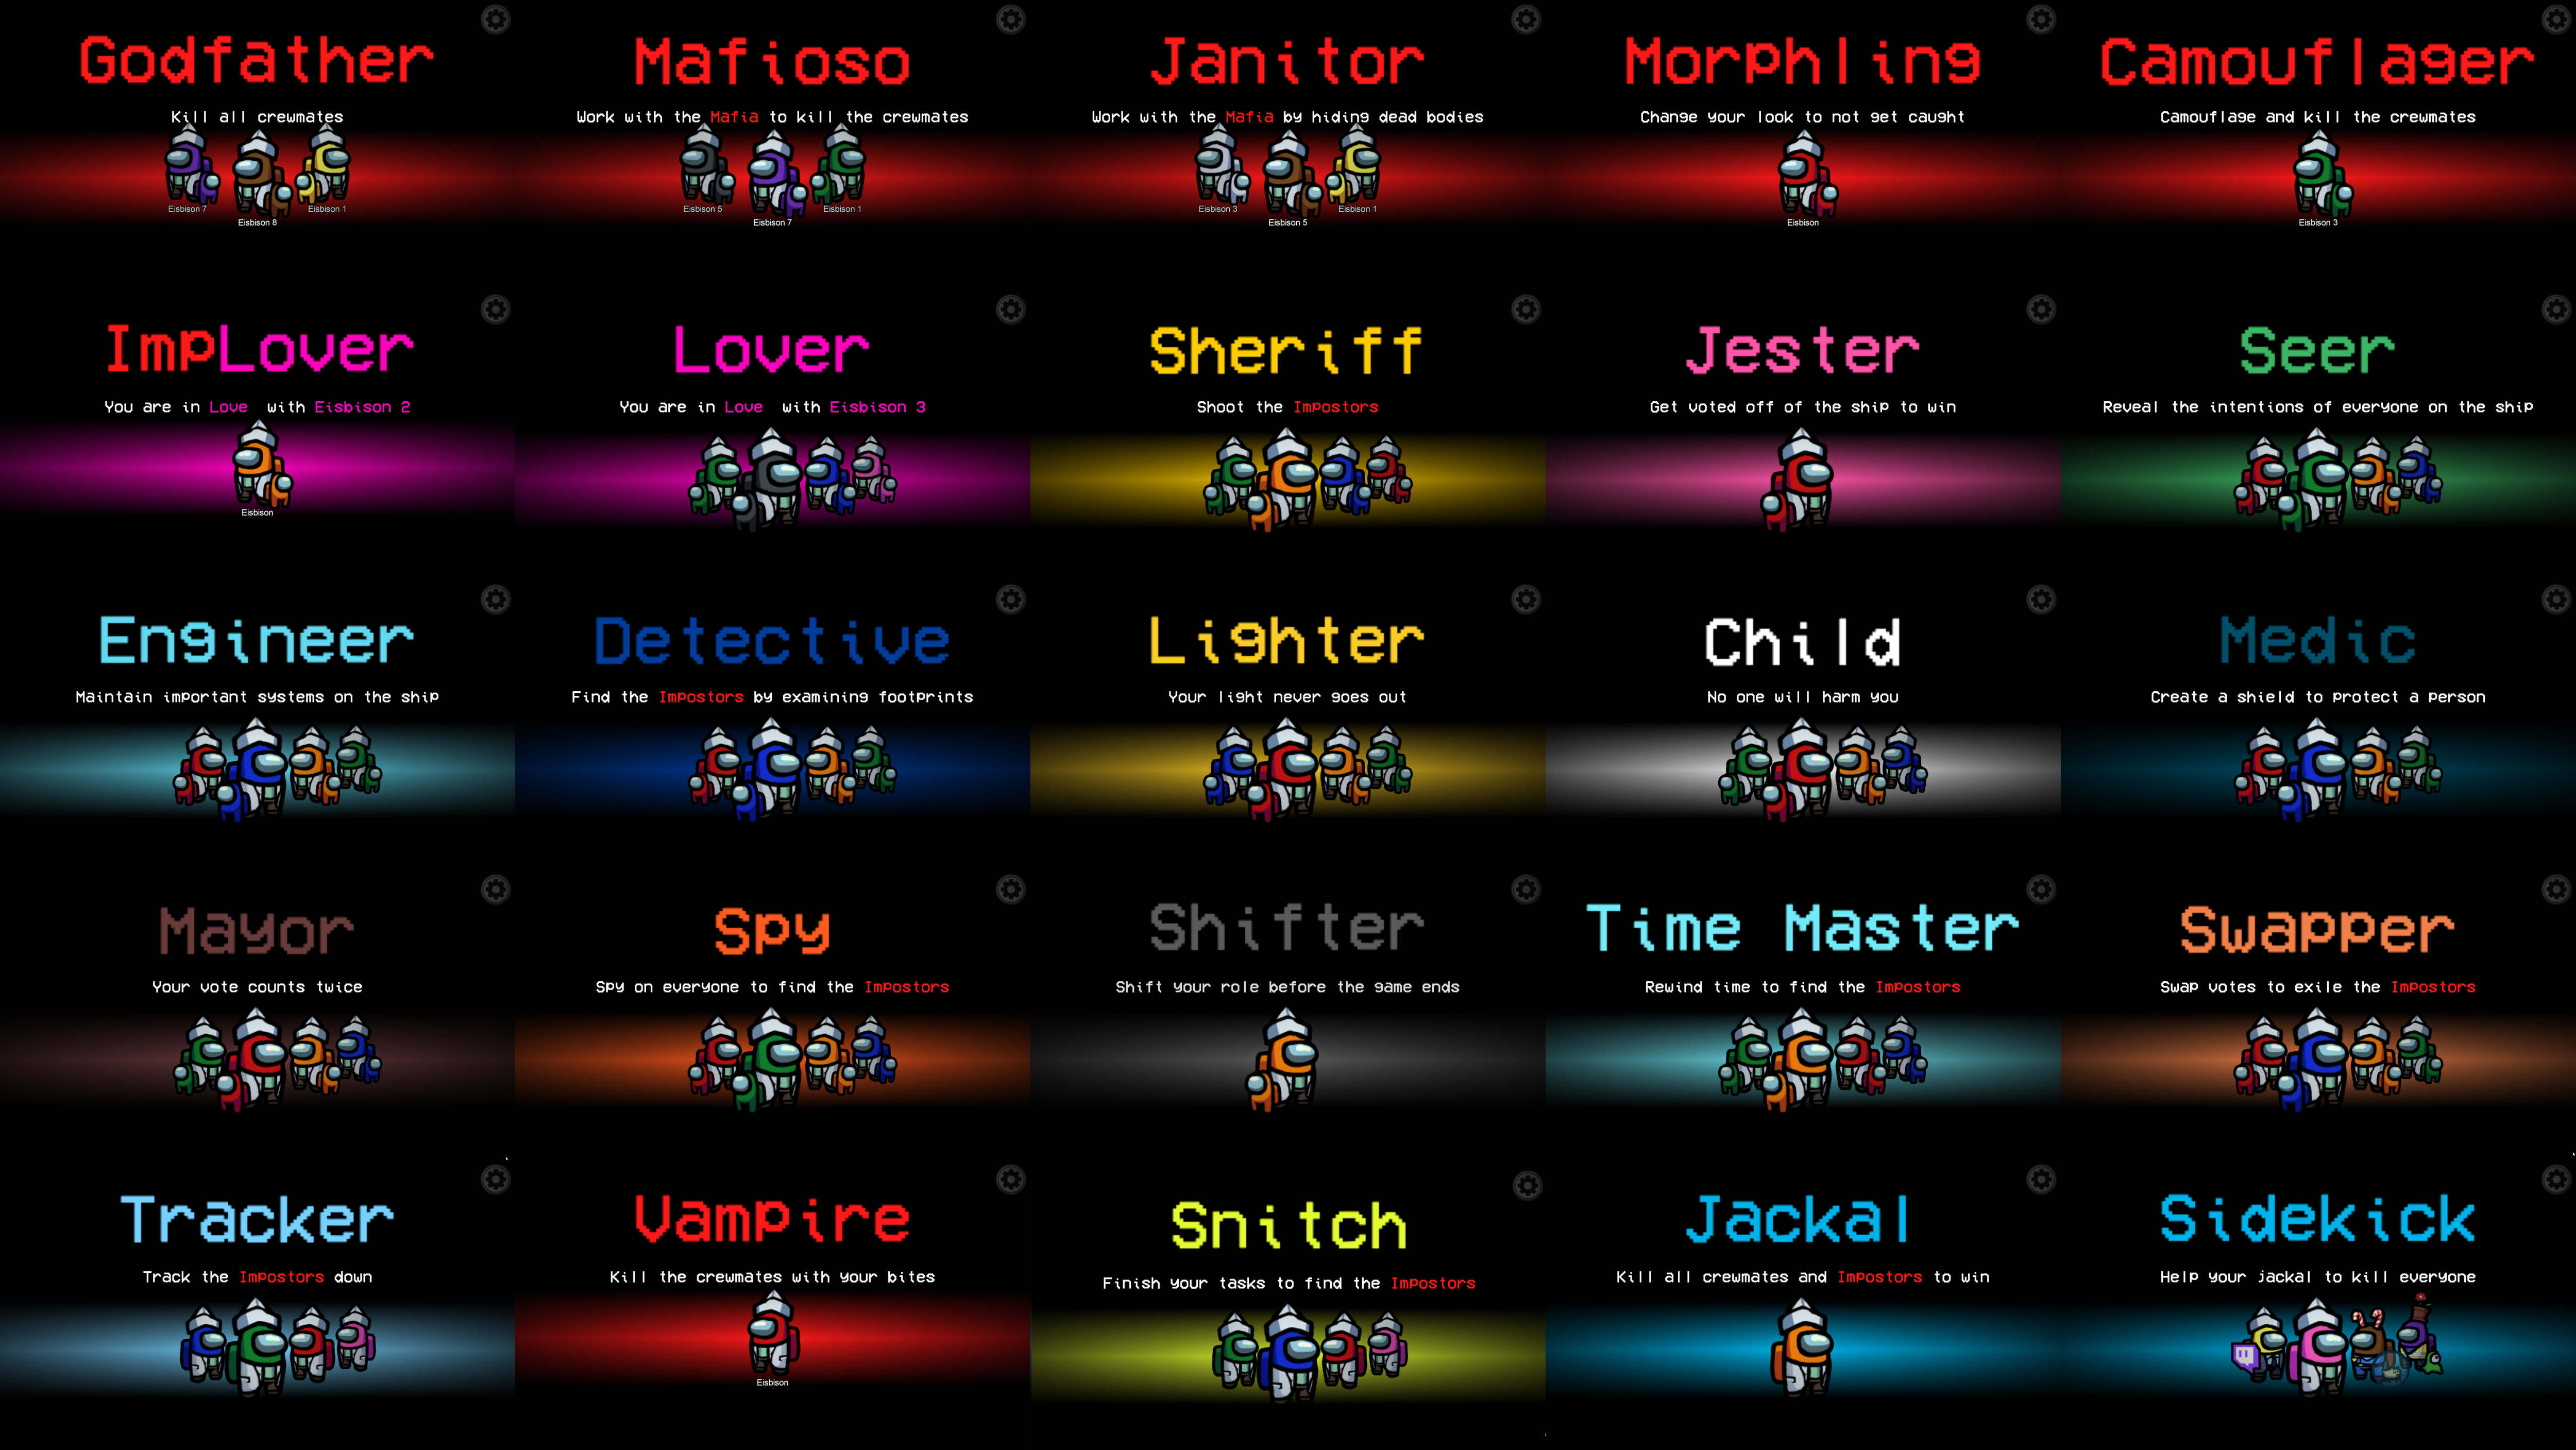 Godfather
Kill all crewmates
Eisbison 7
Eisbison 8
Eisbison 1
Mafioso
Work with the Mafia to kill the crewmates
Eisbison 5
Eisbison 7
Eisbison 1
Janitor
Work with the Mafia by hiding dead bodies
Eisbison 3
Eisbison 5
Eisbison 1
Morphling
Change your look to not get caught
Eisbison
Camouflager
Camouflage and kill the crewmates
Eisbison 3
ImpLover
You are in Love with Eisbison 2
Eisbison
Lover
You are in Love with Eisbison 3
Sheriff
Shoot the Impostors
Jester
Get voted off of the ship to win
Seer
Reveal the intentions of everyone on the ship
Engineer
Maintain important systems on the ship
Detective
Find the Impostors by examining footprints
Lighter
Your light never goes out
Child
No one will harm you
Medic
Create a shield to protect a person
Mayor
Your vote counts twice
Spy
Spy on everyone to find the Impostors
Shifter
Shift your role before the game ends
Time Master
Rewind time to find the Impostors
Swapper
Swap votes to exile the Impostors
Tracker
Track the Impostors down
Vampire
Kill the crewmates with your bites
Eisbison
Snitch
Finish your tasks to find the Impostors
Jackal
Kill all crewmates and Impostors to win
Sidekick
Help your jackal to kill everyone